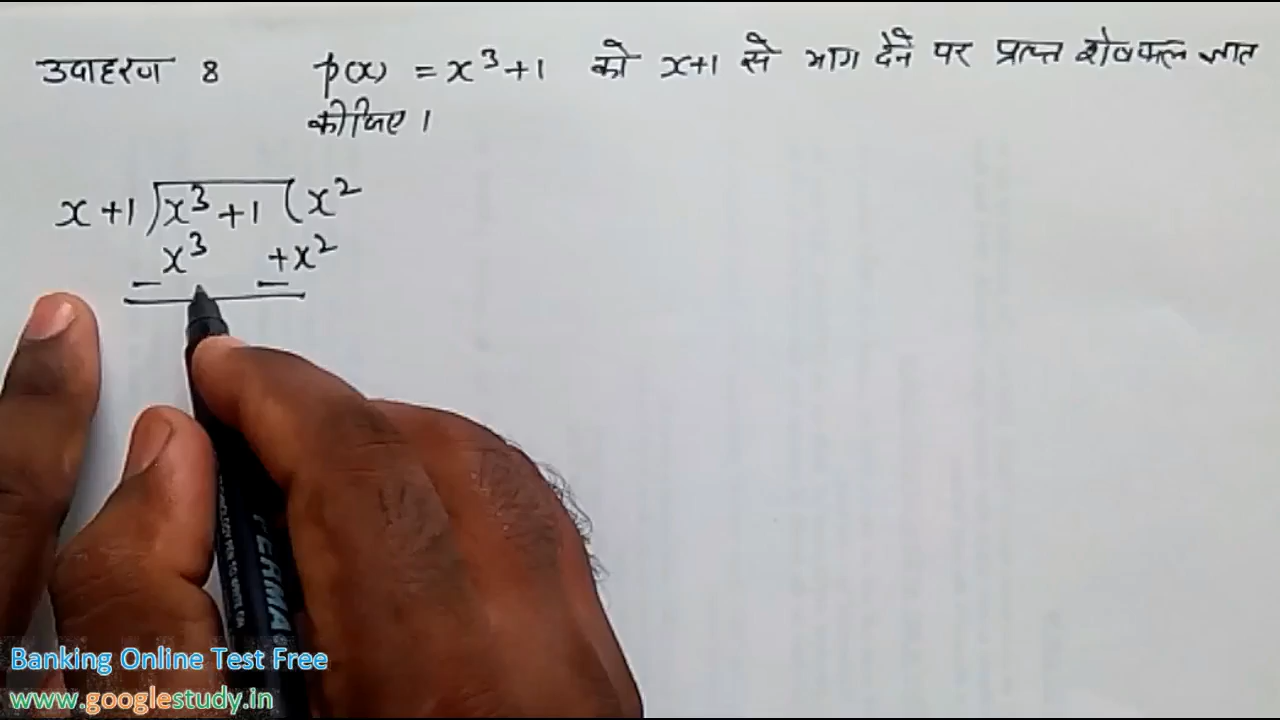 उदाहरण 8 p(x) = x³+1 को x+1 से भाग देने पर प्राप्त शेषफल ज्ञात
कीजिए।
x+1)x³+1(x²
x³ +x²
− −
PERMA
Banking Online Test Free
www.googlestudy.in